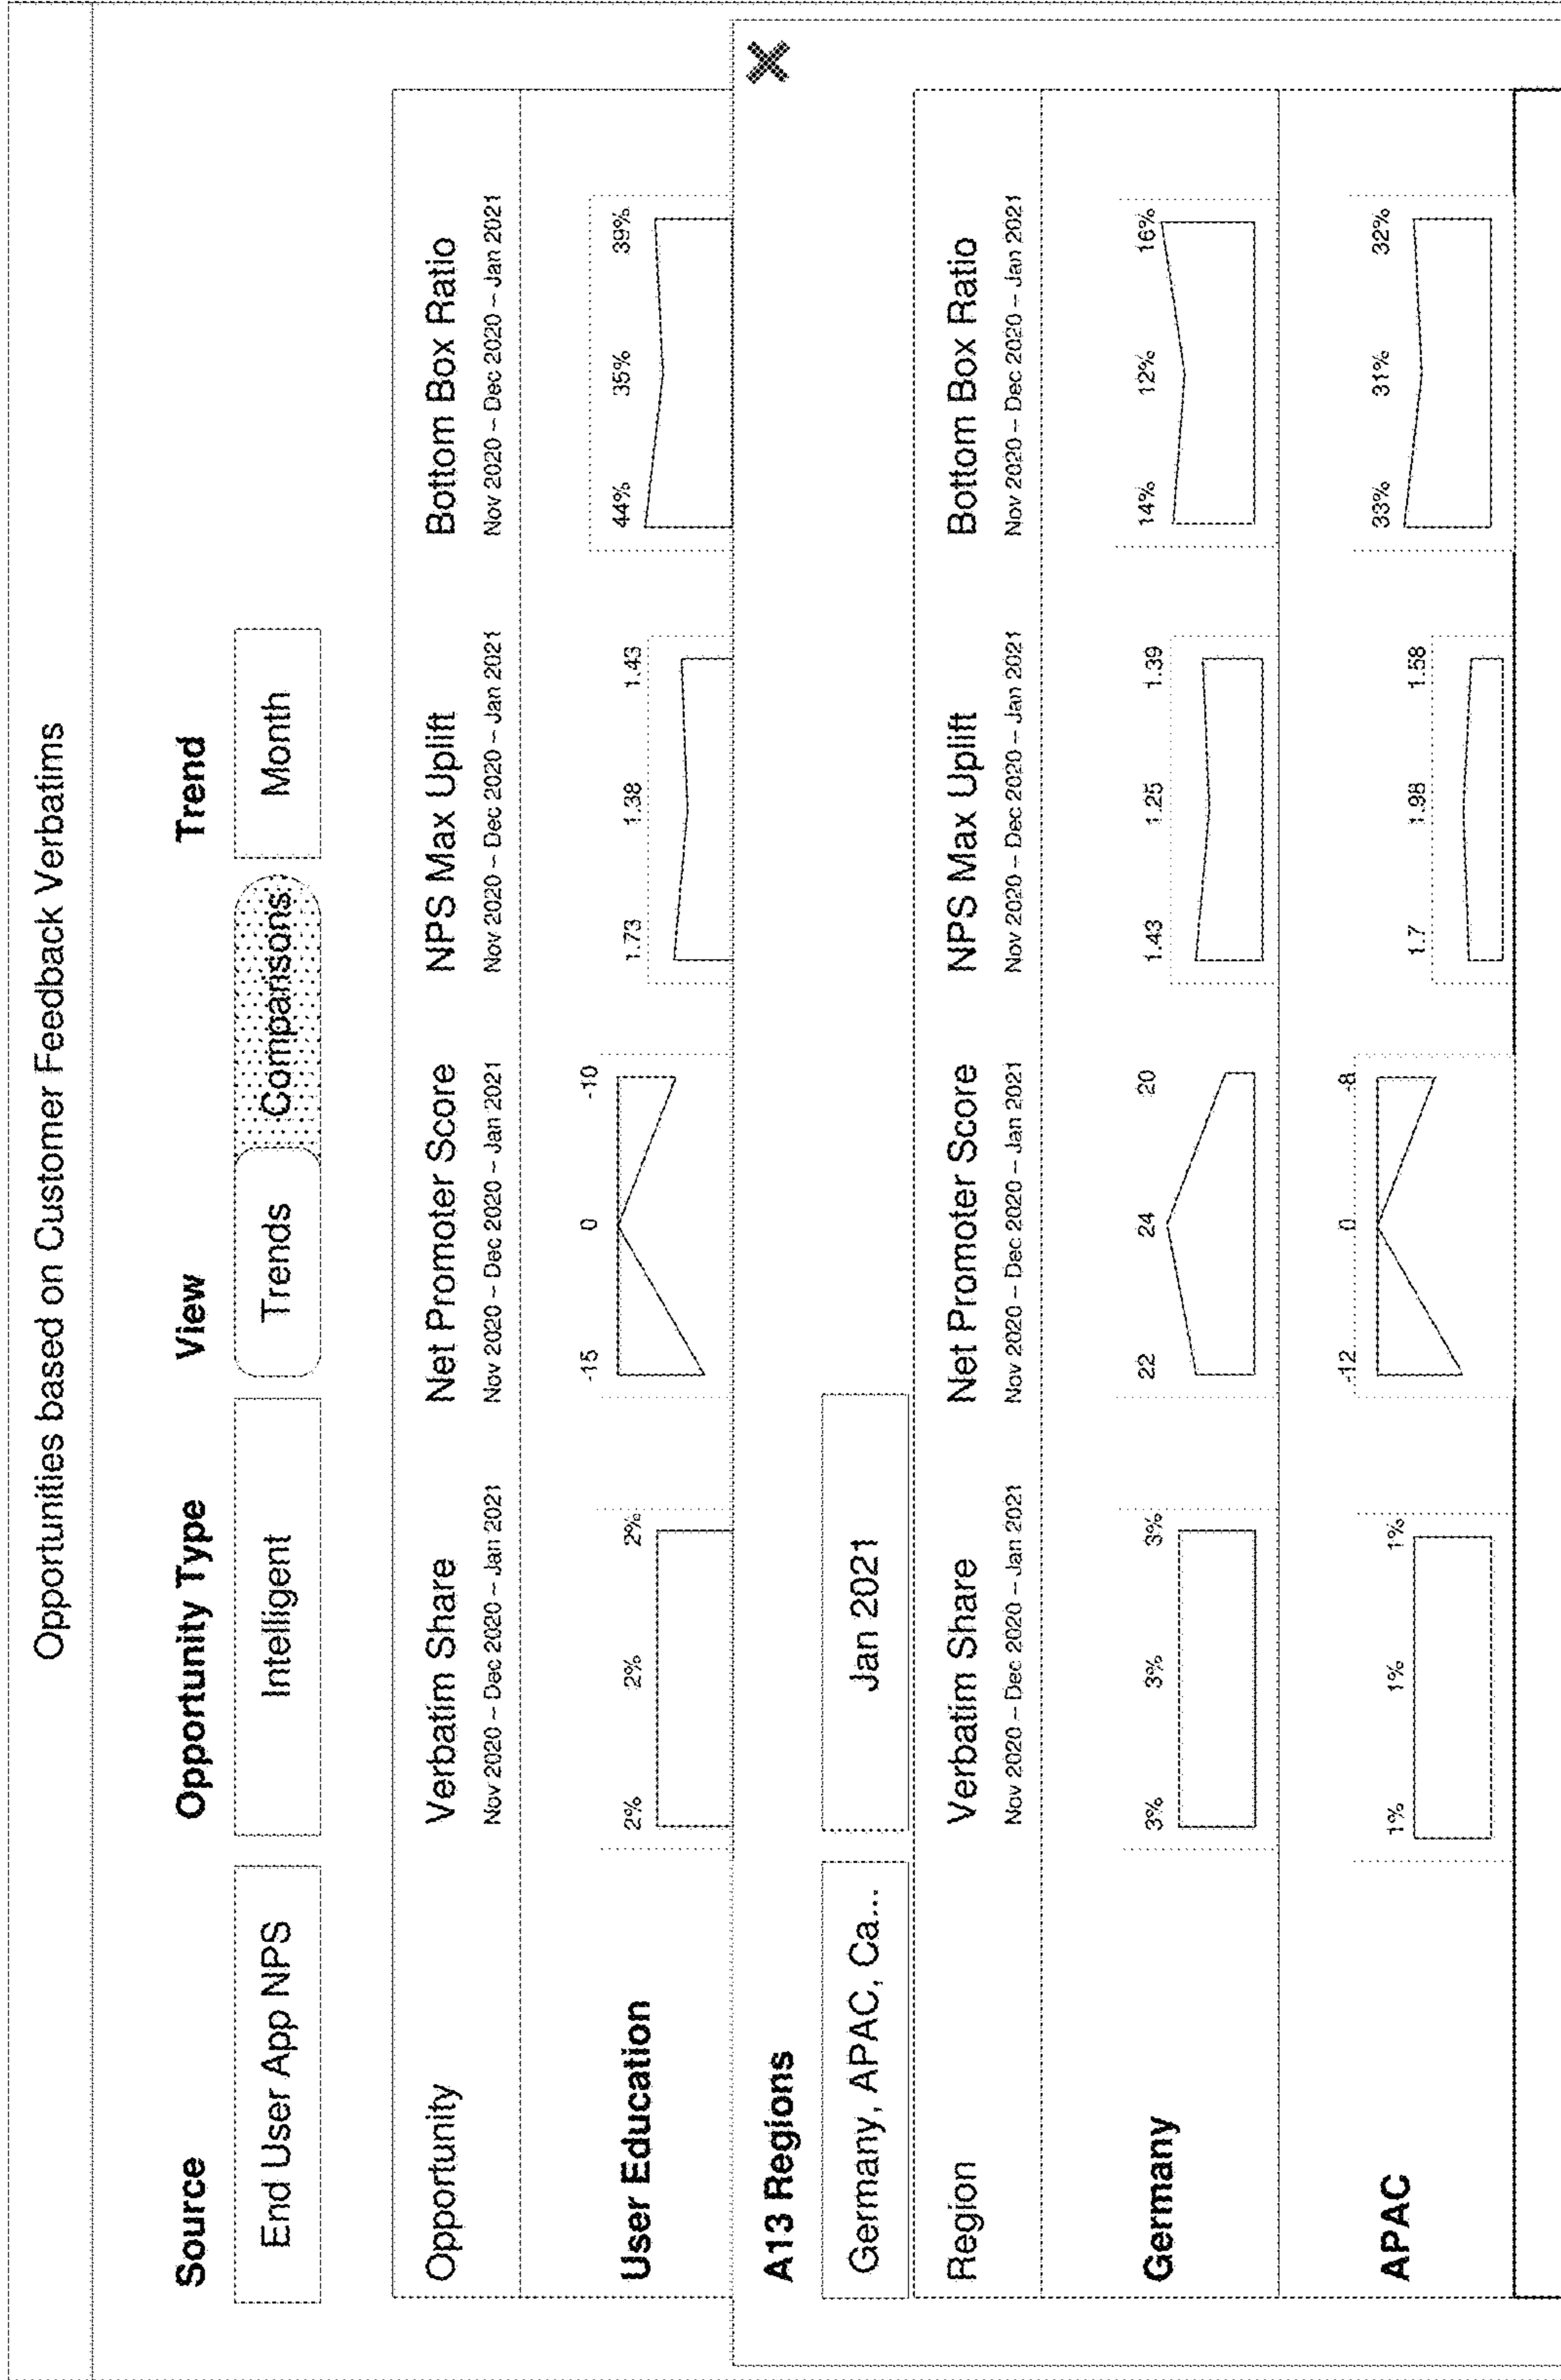 Opportunities based on Customer Feedback Verbatims
Source Opportunity Type View Trend
End User App NPS Intelligent Trends Comparisons Month
Opportunity Verbatim Share Net Promoter Score NPS Max Uplift Bottom Box Ratio
Nov 2020 – Dec 2020 – Jan 2021 Nov 2020 – Dec 2020 – Jan 2021 Nov 2020 – Dec 2020 – Jan 2021 Nov 2020 – Dec 2020 – Jan 2021
User Education 2% 2% 2% -15 0 -10 1.73 1.38 1.43 44% 35% 39%
A13 Regions
Germany, APAC, Ca... Jan 2021
Region Verbatim Share Net Promoter Score NPS Max Uplift Bottom Box Ratio
Nov 2020 – Dec 2020 – Jan 2021 Nov 2020 – Dec 2020 – Jan 2021 Nov 2020 – Dec 2020 – Jan 2021 Nov 2020 – Dec 2020 – Jan 2021
Germany 3% 3% 3% 22 24 20 1.43 1.25 1.39 14% 12% 16%
APAC 1% 1% 1% -12 0 -8 1.7 1.98 1.58 33% 31% 32%